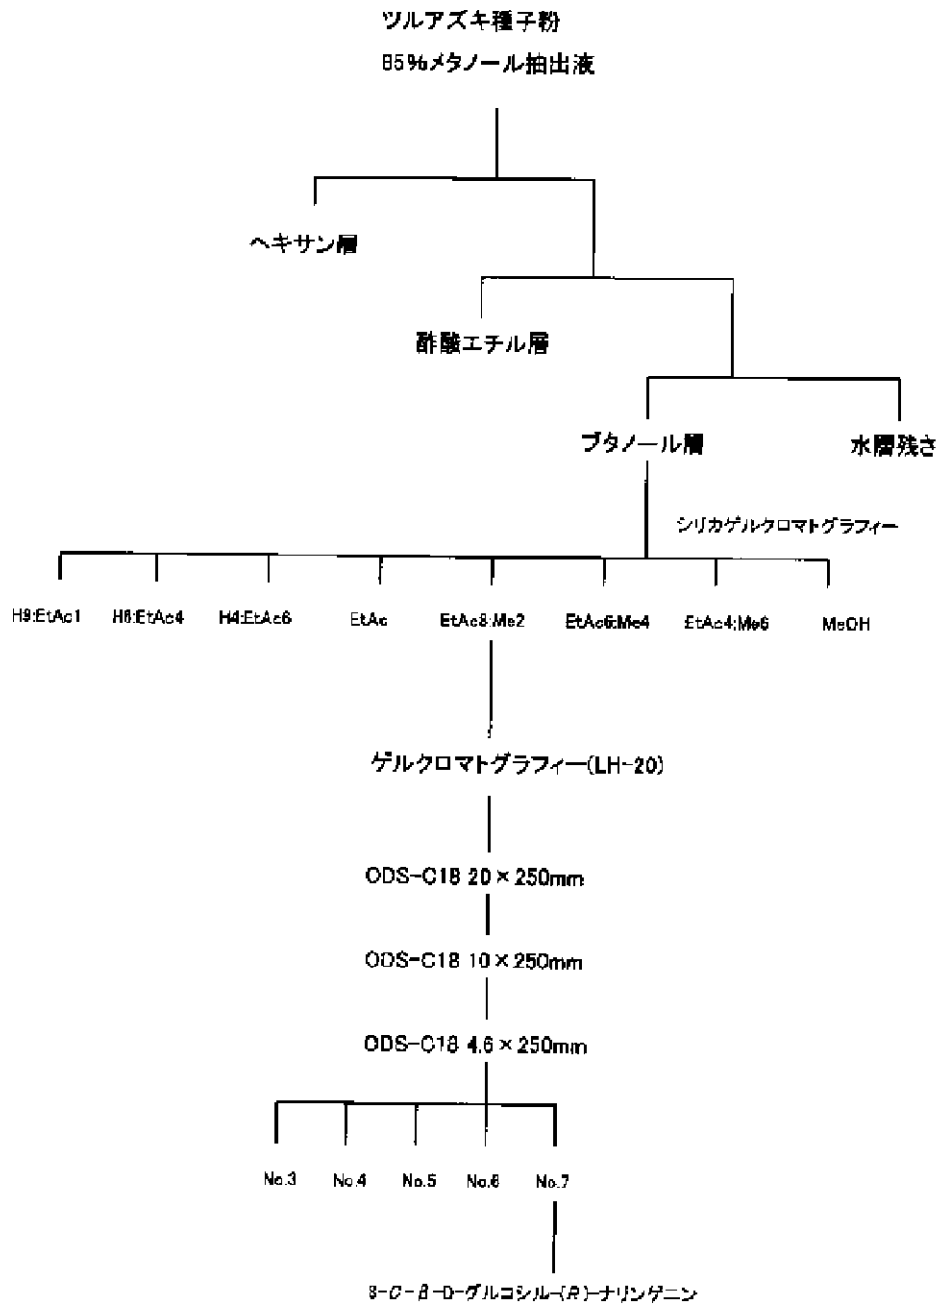 ツルアズキ種子粉
85%メタノール抽出液
ヘキサン層
酢酸エチル層
ブタノール層 水層残さ
シリカゲルクロマトグラフィー
H9:EtAc1 H6:EtAc4 H4:EtAc6 EtAc EtAc8:Me2 EtAc6:Me4 EtAc4:Me6 MeOH
ゲルクロマトグラフィー(LH-20)
ODS-C18 20×250mm
ODS-C18 10×250mm
ODS-C18 4.6×250mm
No.3 No.4 No.5 No.6 No.7
8-C-β-D-グルコシル-(R)-ナリンゲニン